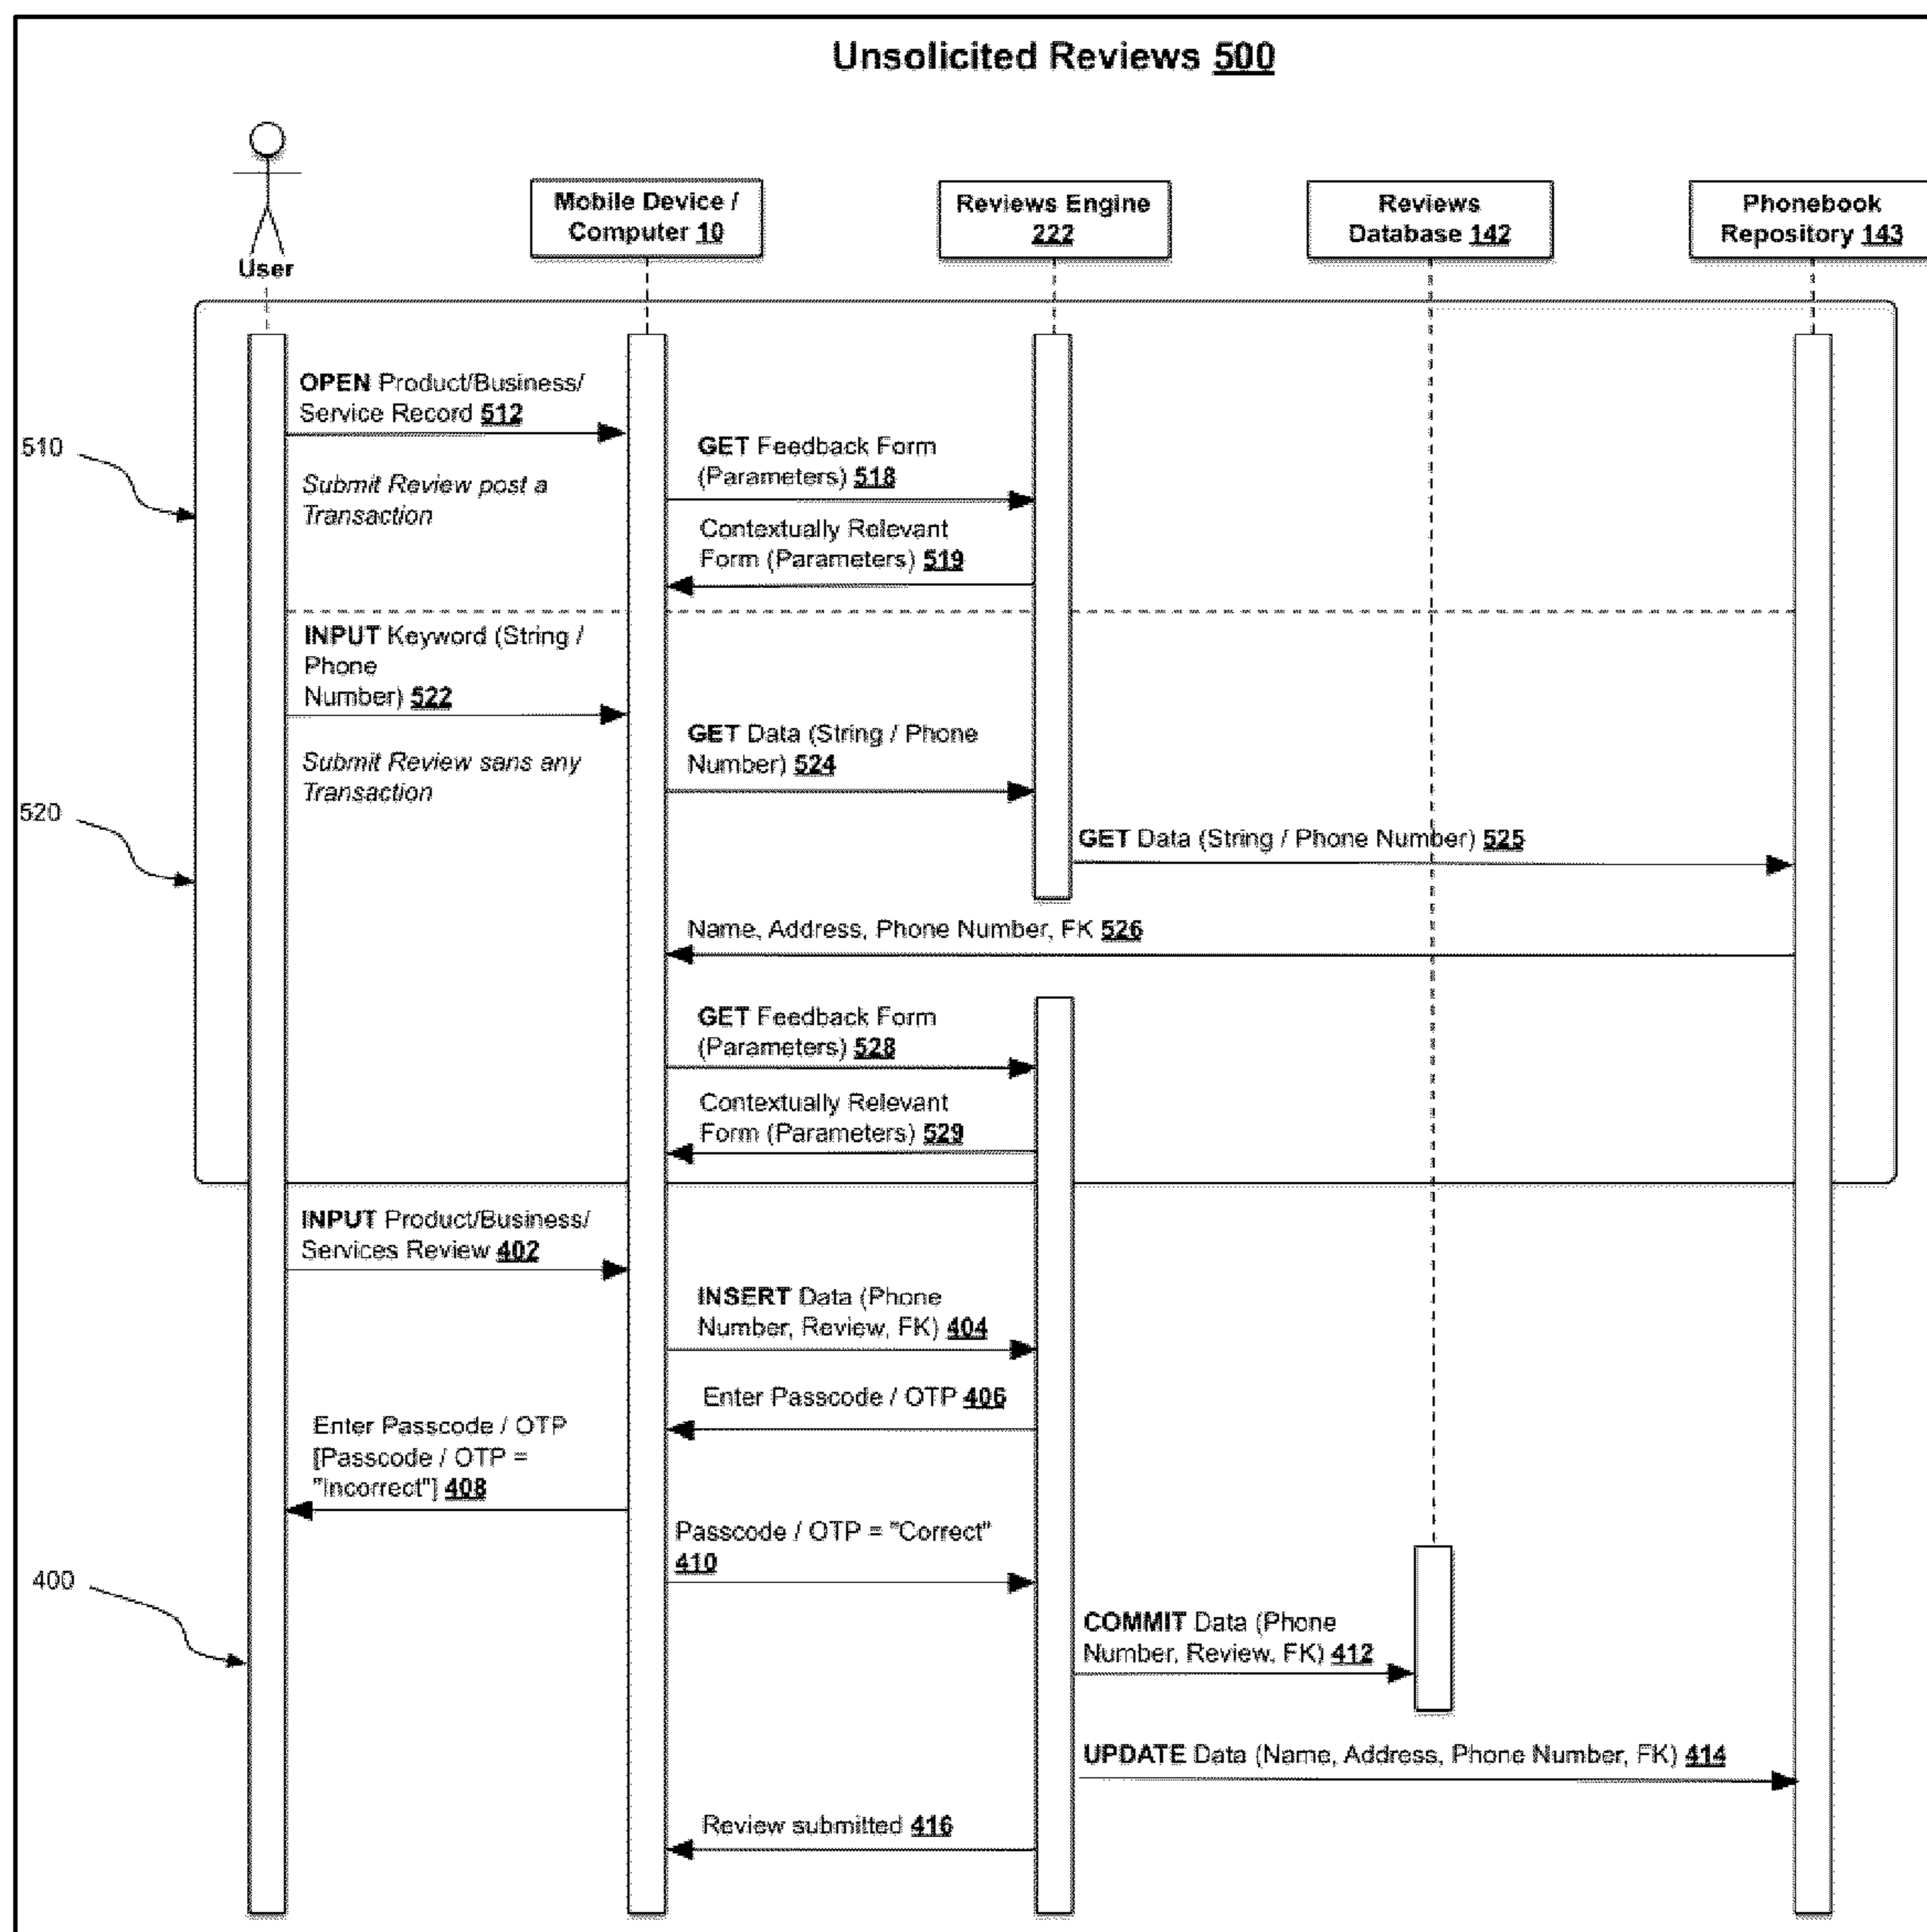 Unsolicited Reviews 500
User
Mobile Device /
Computer 10
Reviews Engine
222
Reviews
Database 142
Phonebook
Repository 143
OPEN Product/Business/
Service Record 512
510
Submit Review post a
Transaction
GET Feedback Form
(Parameters) 518
Contextually Relevant
Form (Parameters) 519
INPUT Keyword (String /
Phone
Number) 522
Submit Review sans any
Transaction
520
GET Data (String / Phone
Number) 524
GET Data (String / Phone Number) 525
Name, Address, Phone Number, FK 526
GET Feedback Form
(Parameters) 528
Contextually Relevant
Form (Parameters) 529
INPUT Product/Business/
Services Review 402
INSERT Data (Phone
Number, Review, FK) 404
Enter Passcode / OTP 406
Enter Passcode / OTP
[Passcode / OTP =
"Incorrect"] 408
Passcode / OTP = "Correct"
410
400
COMMIT Data (Phone
Number, Review, FK) 412
UPDATE Data (Name, Address, Phone Number, FK) 414
Review submitted 416